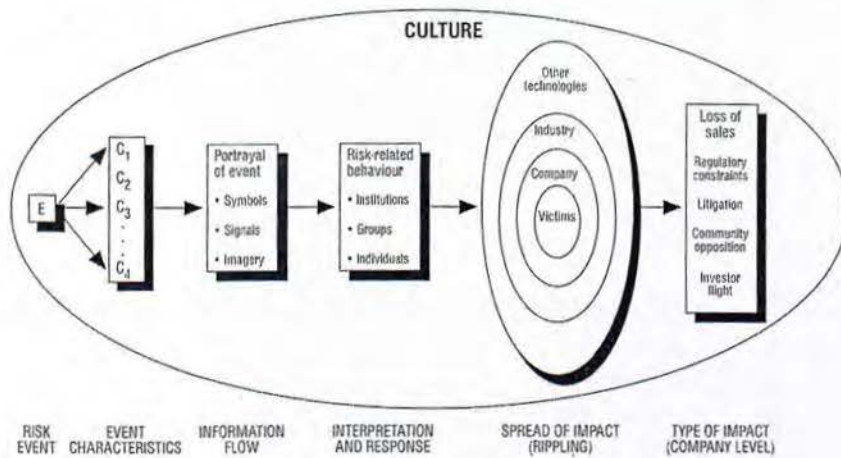 CULTURE
E
C1
C2
C3
.
.
.
C4
Portrayal
of event
• Symbols
• Signals
• Imagery
Risk-related
behaviour
• Institutions
• Groups
• Individuals
Other
technologies
Industry
Company
Victims
Loss of
sales
Regulatory
constraints
Litigation
Community
opposition
Investor
flight
RISK
EVENT
EVENT
CHARACTERISTICS
INFORMATION
FLOW
INTERPRETATION
AND RESPONSE
SPREAD OF IMPACT
(RIPPLING)
TYPE OF IMPACT
(COMPANY LEVEL)